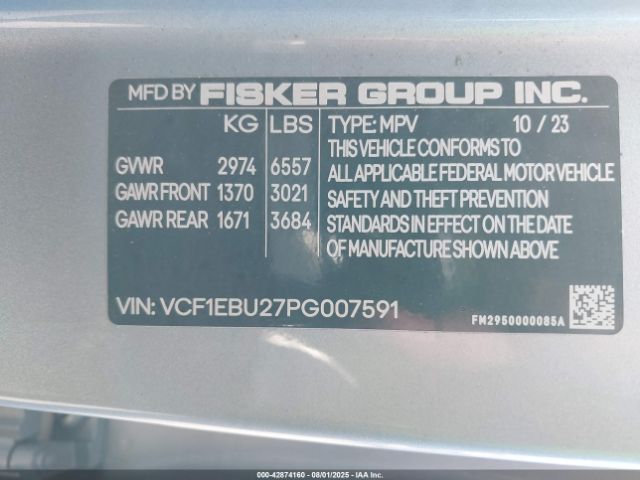 MFD BY FISKER GROUP INC.
KG LBS TYPE: MPV 10 / 23
THIS VEHICLE CONFORMS TO
GVWR 2974 6557 ALL APPLICABLE FEDERAL MOTOR VEHICLE
GAWR FRONT 1370 3021 SAFETY AND THEFT PREVENTION
GAWR REAR 1671 3684 STANDARDS IN EFFECT ON THE DATE
OF MANUFACTURE SHOWN ABOVE
VIN: VCF1EBU27PG007591
FM2950000085A
000-42874160 - 08/01/2025 - IAAI INC.